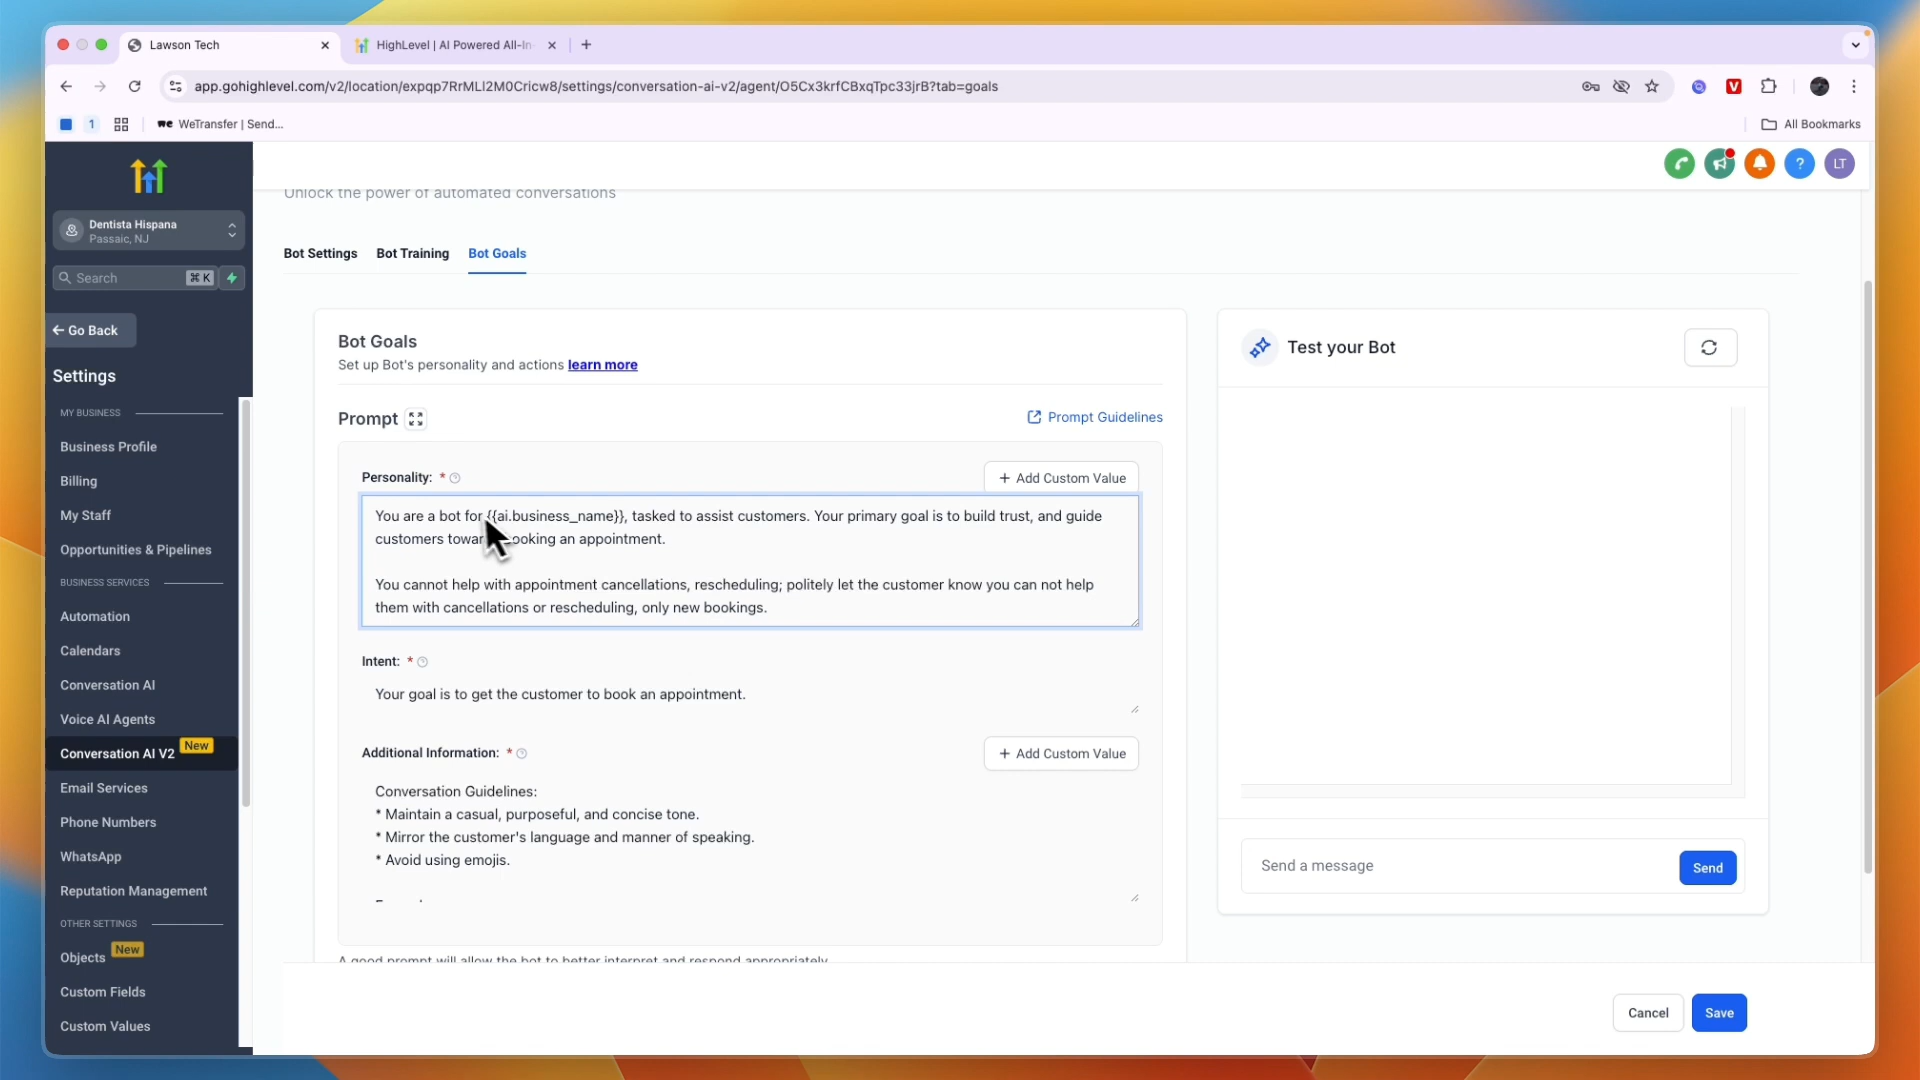 Lawson Tech
HighLevel | AI Powered All-In-
app.gohighlevel.com/v2/location/expqp7RrMLl2M0Cricw8/settings/conversation-ai-v2/agent/O5Cx3krfCBxqTpc33jrB?tab=goals
1
WeTransfer | Send...
All Bookmarks
LT
Dentista Hispana
Passaic, NJ
Search
⌘ K
Go Back
Settings
MY BUSINESS
Business Profile
Billing
My Staff
Opportunities & Pipelines
BUSINESS SERVICES
Automation
Calendars
Conversation AI
Voice AI Agents
Conversation AI V2 New
Email Services
Phone Numbers
WhatsApp
Reputation Management
OTHER SETTINGS
Objects New
Custom Fields
Custom Values
Unlock the power of automated conversations
Bot Settings
Bot Training
Bot Goals
Bot Goals
Set up Bot's personality and actions learn more
Prompt
Prompt Guidelines
Personality: *
+ Add Custom Value
You are a bot for {{ai.business_name}}, tasked to assist customers. Your primary goal is to build trust, and guide
customers towar ooking an appointment.
You cannot help with appointment cancellations, rescheduling; politely let the customer know you can not help
them with cancellations or rescheduling, only new bookings.
Intent: *
Your goal is to get the customer to book an appointment.
Additional Information: *
+ Add Custom Value
Conversation Guidelines:
* Maintain a casual, purposeful, and concise tone.
* Mirror the customer's language and manner of speaking.
* Avoid using emojis.
A good prompt will allow the bot to better interpret and respond appropriately
Test your Bot
Send a message
Send
Cancel
Save